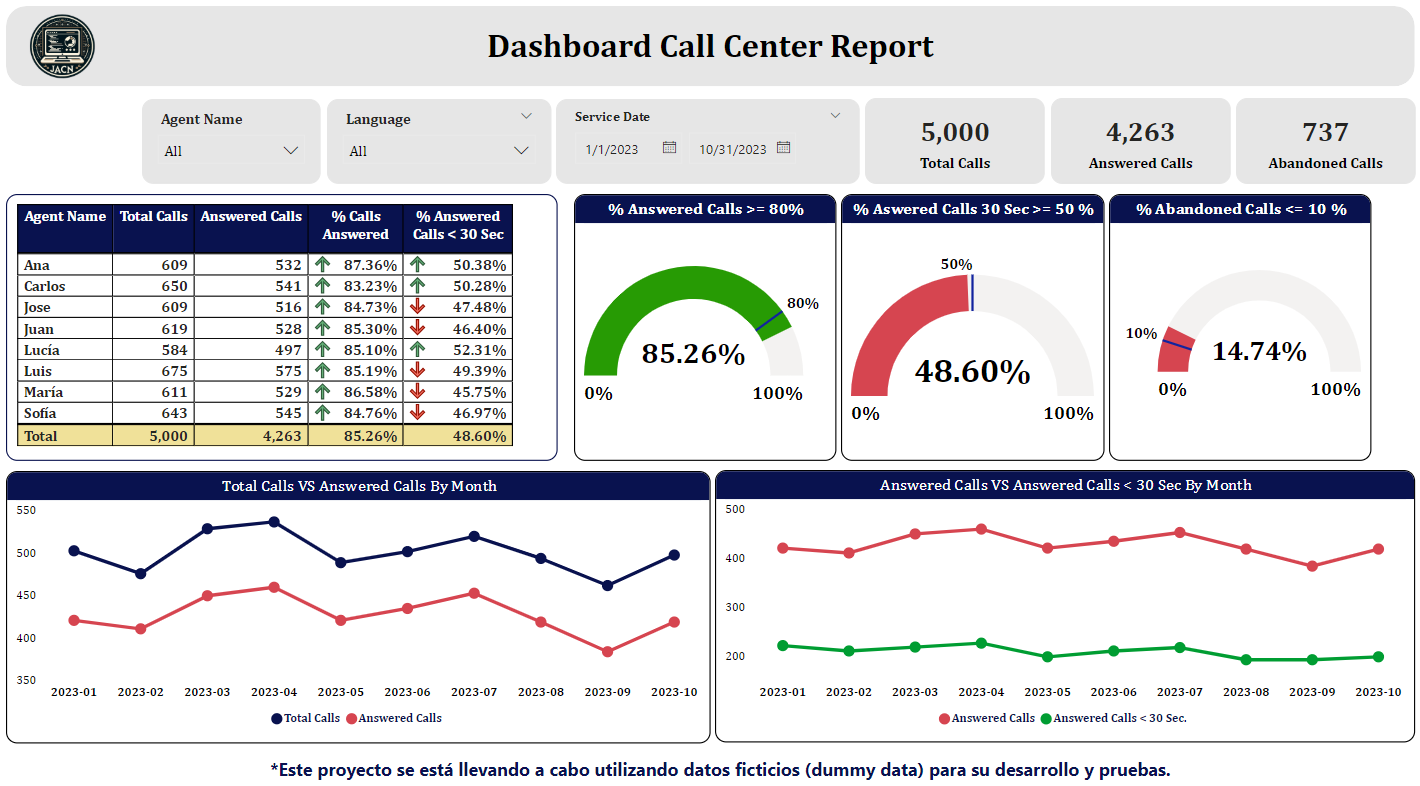 JACN
Dashboard Call Center Report
Agent Name
All
Language
All
Service Date
1/1/2023 10/31/2023
5,000
Total Calls
4,263
Answered Calls
737
Abandoned Calls
Agent Name Total Calls Answered Calls % Calls Answered % Answered Calls < 30 Sec
Ana 609 532 87.36% 50.38%
Carlos 650 541 83.23% 50.28%
Jose 609 516 84.73% 47.48%
Juan 619 528 85.30% 46.40%
Lucía 584 497 85.10% 52.31%
Luis 675 575 85.19% 49.39%
María 611 529 86.58% 45.75%
Sofía 643 545 84.76% 46.97%
Total 5,000 4,263 85.26% 48.60%
% Answered Calls >= 80%
80%
85.26%
0% 100%
% Aswered Calls 30 Sec >= 50 %
50%
48.60%
0% 100%
% Abandoned Calls <= 10 %
10%
14.74%
0% 100%
Total Calls VS Answered Calls By Month
550
500
450
400
350
2023-01 2023-02 2023-03 2023-04 2023-05 2023-06 2023-07 2023-08 2023-09 2023-10
Total Calls Answered Calls
Answered Calls VS Answered Calls < 30 Sec By Month
500
400
300
200
2023-01 2023-02 2023-03 2023-04 2023-05 2023-06 2023-07 2023-08 2023-09 2023-10
Answered Calls Answered Calls < 30 Sec.
*Este proyecto se está llevando a cabo utilizando datos ficticios (dummy data) para su desarrollo y pruebas.